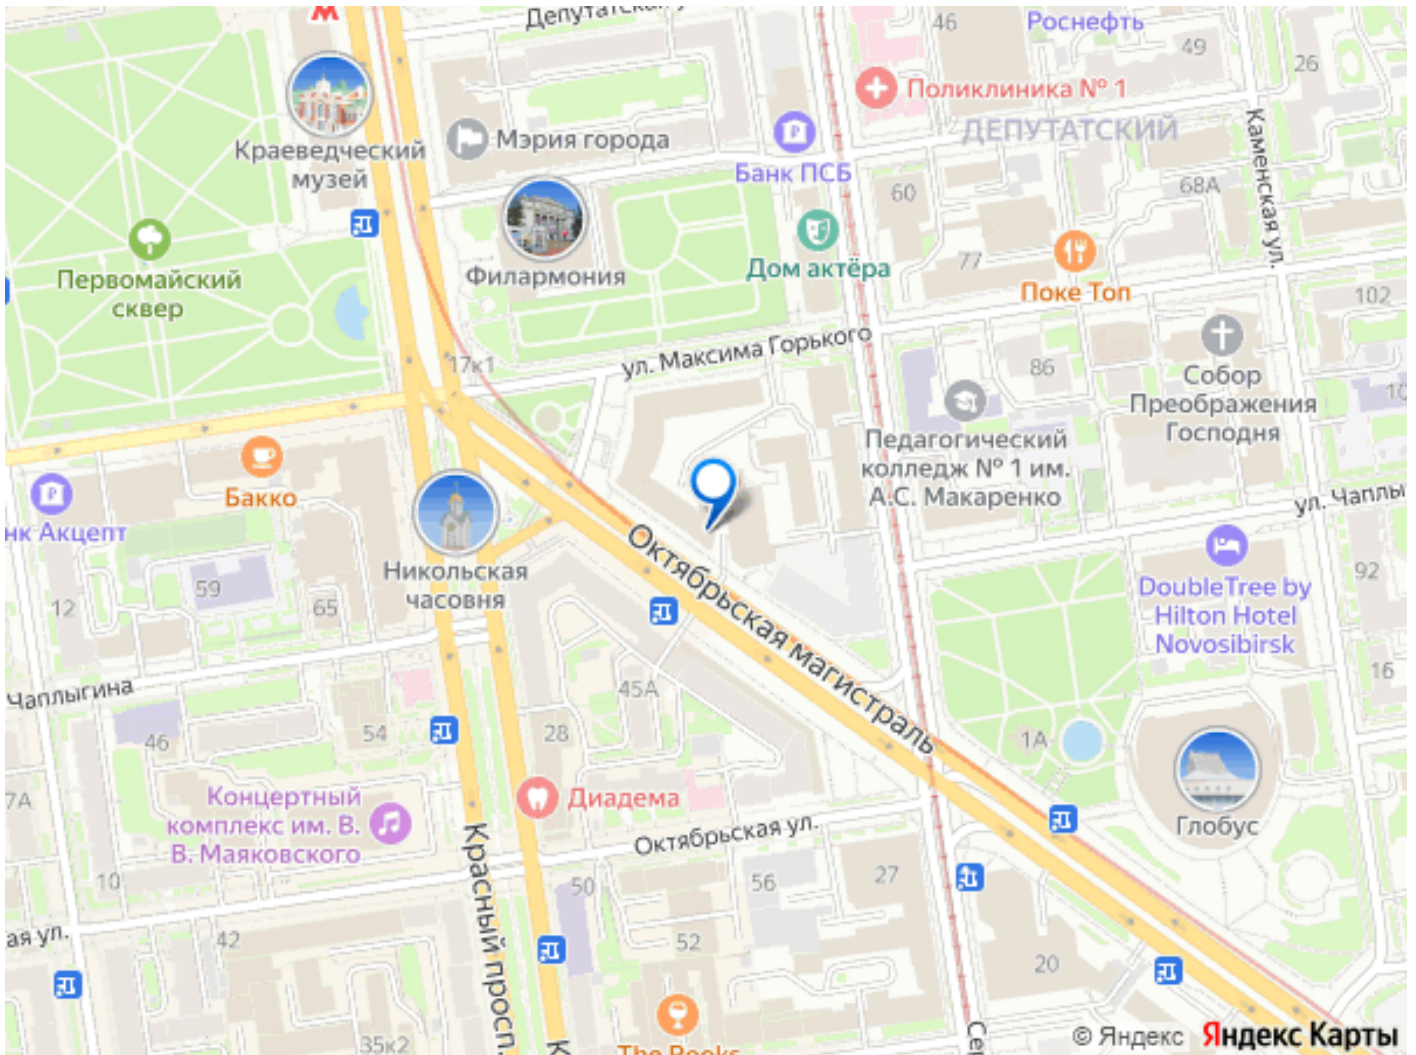 Депутатская у
46
Роснефть
49
26
Поликлиника № 1
ДЕПУТАТСКИЙ
Каменская ул.
Краеведческий
музей
Мэрия города
Банк ПСБ
60
68А
Филармония
Дом актёра
77
Поке Топ
102
Первомайский
сквер
17к1
ул. Максима Горького
86
Собор
Преображения
Господня
10
Педагогический
колледж № 1 им.
А.С. Макаренко
Бакко
нк Акцепт
ул. Чаплы
Октябрьская магистраль
Никольская
часовня
59
65
12
DoubleTree by
Hilton Hotel
Novosibirsk
92
16
Чаплыгина
45А
46
54
28
1А
7А
Концертный
комплекс им. В.
В. Маяковского
Диадема
Октябрьская ул.
Глобус
Красный просп.
10
50
56
27
ая ул.
42
52
20
35к2
К
The Rooks
Сер
© Яндекс Яндекс Карты